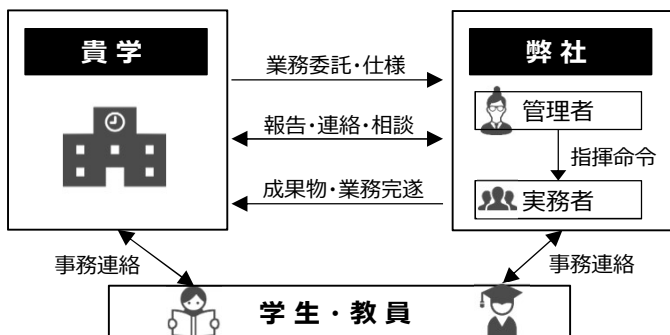 貴学
弊社
業務委託・仕様
管理者
報告・連絡・相談
指揮命令
成果物・業務完遂
実務者
事務連絡
事務連絡
学生・教員